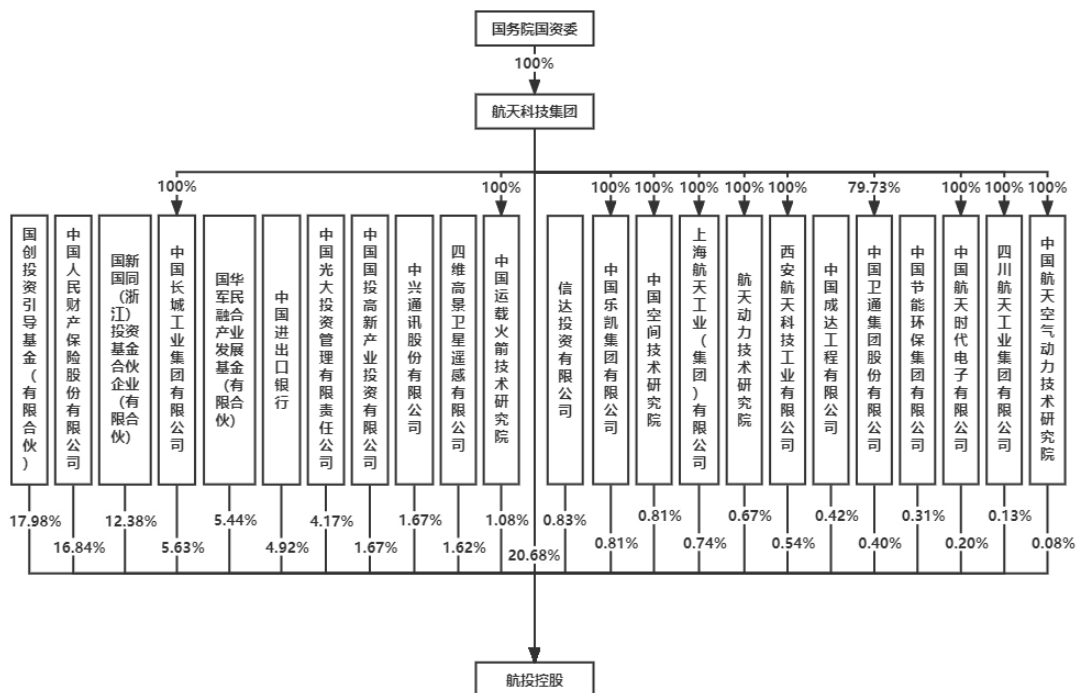 国务院国资委
100%
航天科技集团
100%
100%
100%
100%
100%
100%
100%
79.73%
100%
100%
100%
国创投资引导基金（有限合伙）
中国人民财产保险股份有限公司
国新国同（浙江）投资基金合伙企业（有限合伙）
中国长城工业集团有限公司
国华军民融合产业发展基金（有限合伙）
中国进出口银行
中国光大投资管理有限责任公司
中国国投高新产业投资有限公司
中兴通讯股份有限公司
四维高景卫星遥感有限公司
中国运载火箭技术研究院
信达投资有限公司
中国乐凯集团有限公司
中国空间技术研究院
上海航天工业（集团）有限公司
航天动力技术研究院
西安航天科技工业有限公司
中国成达工程有限公司
中国卫通集团股份有限公司
中国节能环保集团有限公司
中国航天时代电子有限公司
四川航天工业集团有限公司
中国航天空气动力技术研究院
17.98%
16.84%
12.38%
5.63%
5.44%
4.92%
4.17%
1.67%
1.67%
1.62%
1.08%
20.68%
0.83%
0.81%
0.81%
0.74%
0.67%
0.54%
0.42%
0.40%
0.31%
0.20%
0.13%
0.08%
航投控股